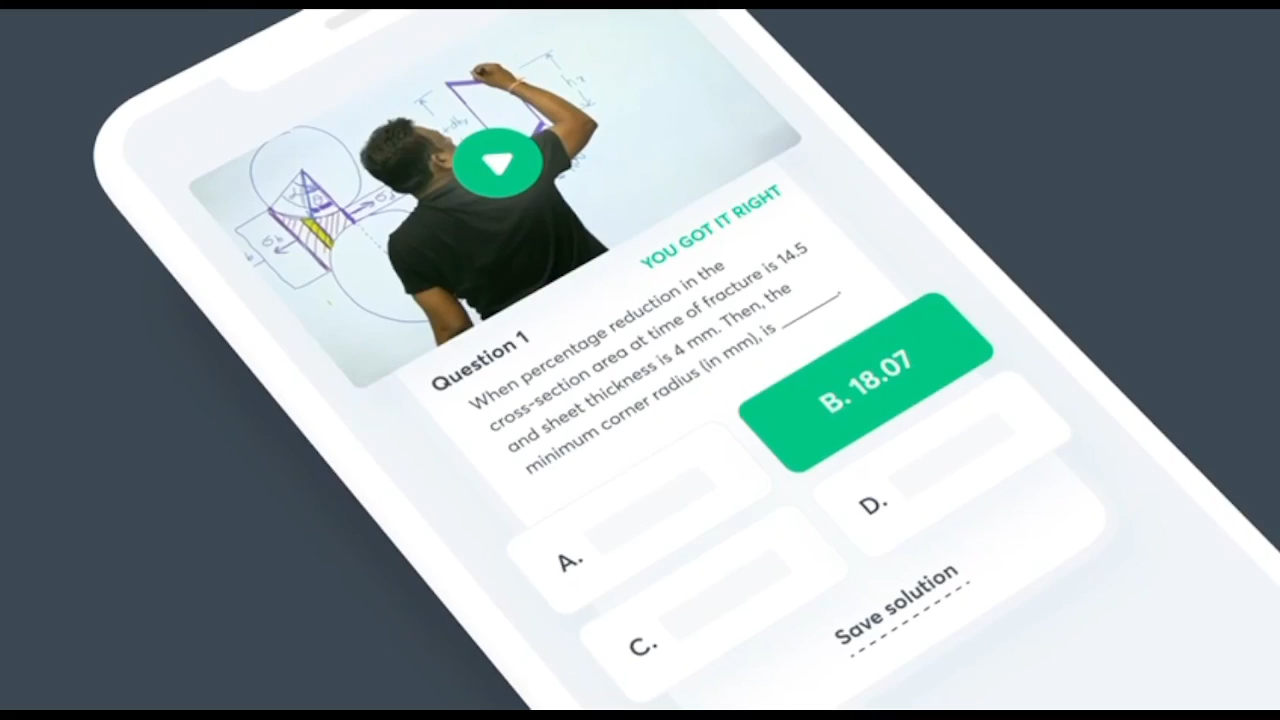 YOU GOT IT RIGHT
Question 1
When percentage reduction in the
cross-section area at time of fracture is 14.5
and sheet thickness is 4 mm. Then, the
minimum corner radius (in mm), is ________.
A.
B. 18.07
C.
D.
Save solution